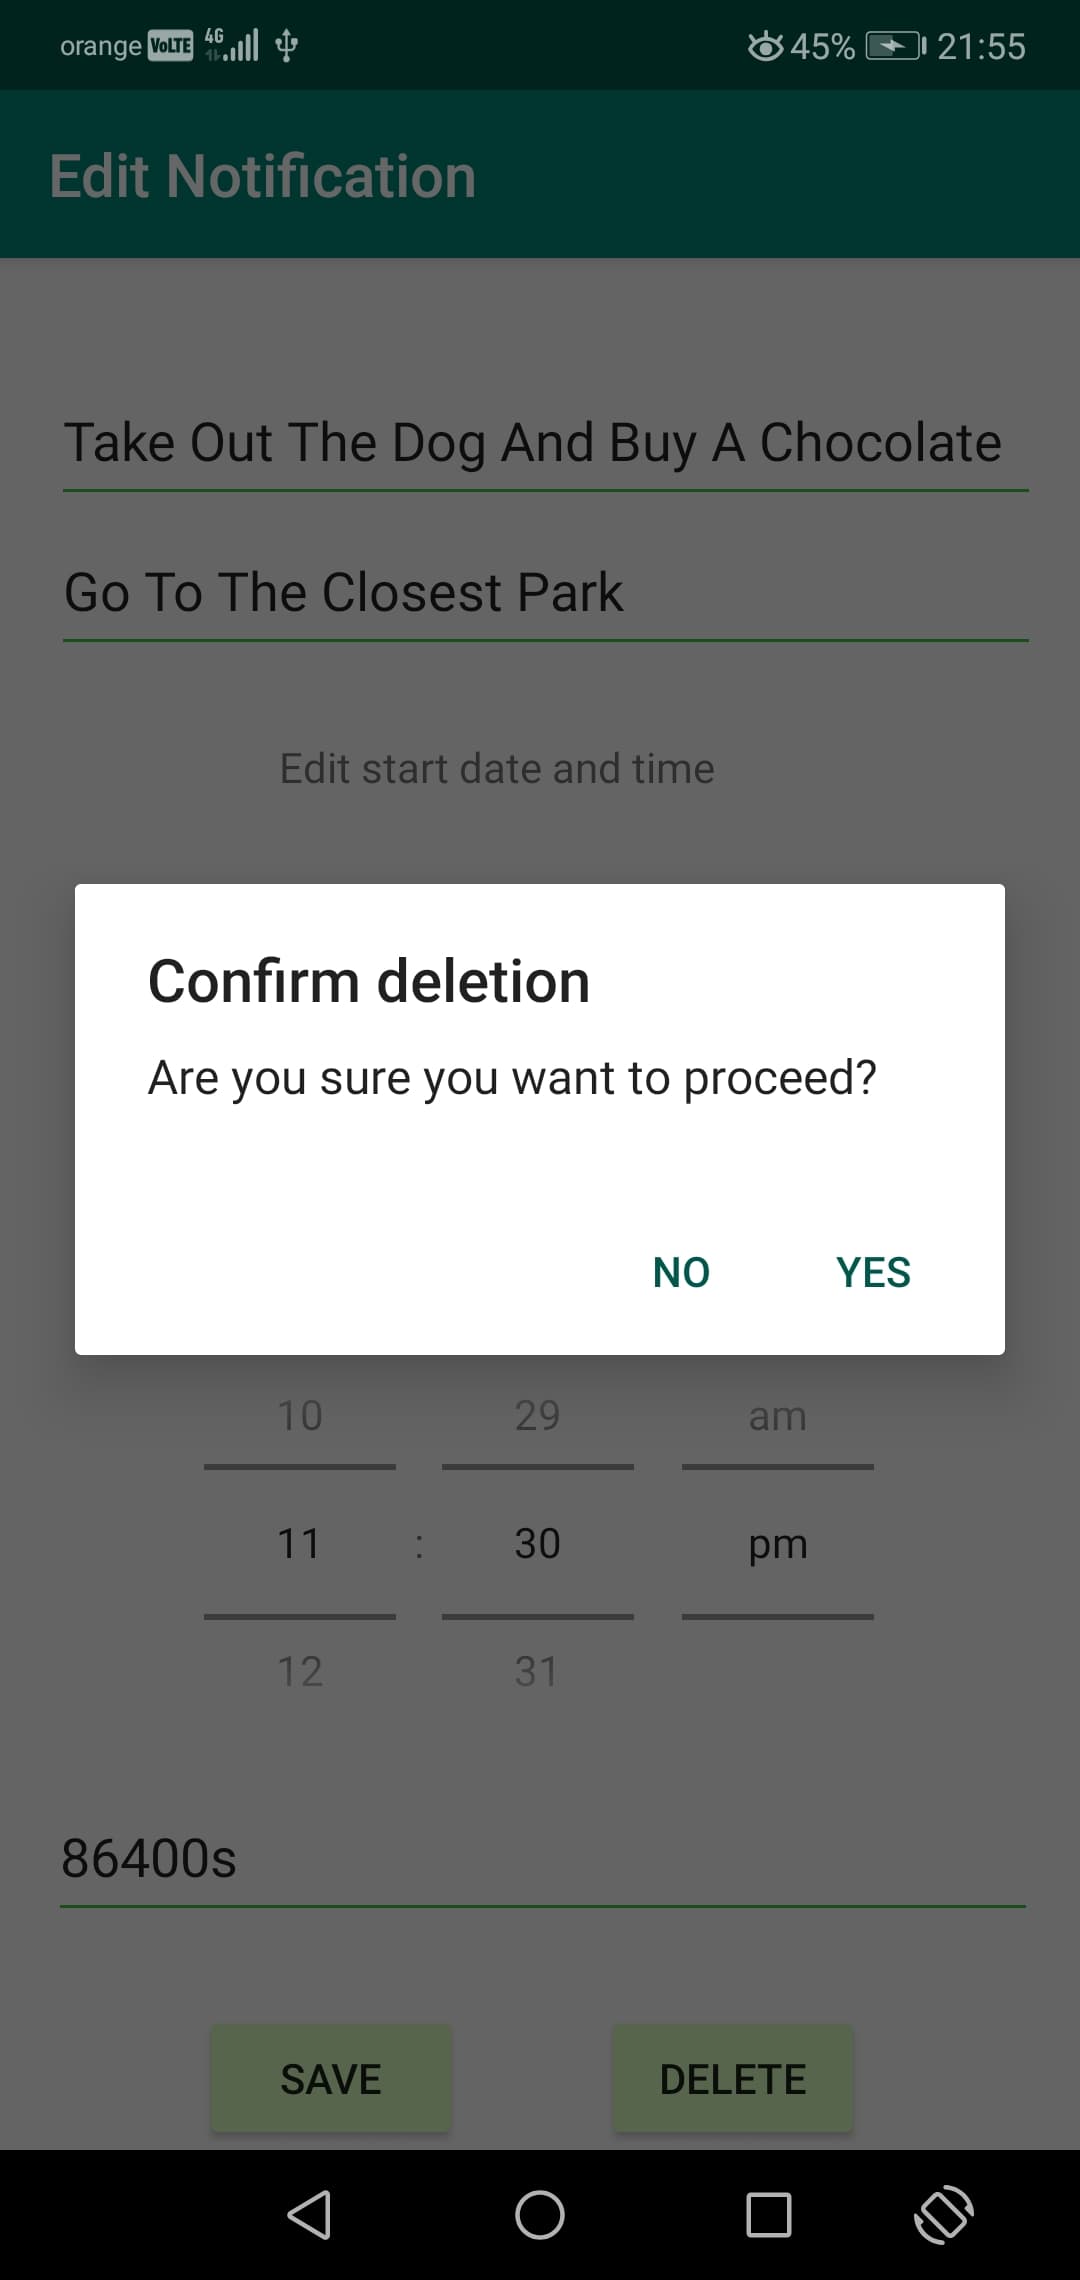 orange VoLTE 4G 45% 21:55
Edit Notification
Take Out The Dog And Buy A Chocolate
Go To The Closest Park
Edit start date and time
Confirm deletion
Are you sure you want to proceed?
NO YES
10 29 am
11 : 30 pm
12 31
86400s
SAVE DELETE